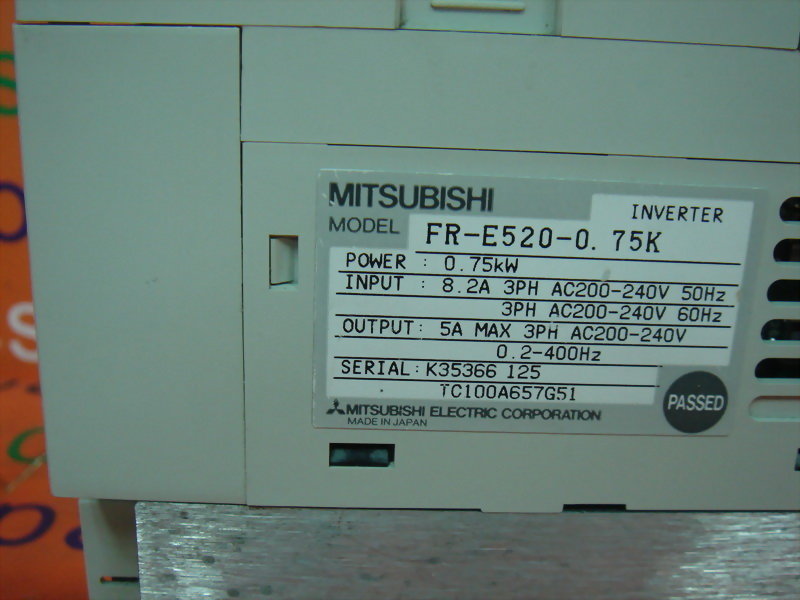 MITSUBISHI
INVERTER
MODEL FR-E520-0.75K
POWER : 0.75kW
INPUT : 8.2A 3PH AC200-240V 50Hz
3PH AC200-240V 60Hz
OUTPUT: 5A MAX 3PH AC200-240V
0.2-400Hz
SERIAL: K35366 125
TC100A657G51
PASSED
MITSUBISHI ELECTRIC CORPORATION
MADE IN JAPAN